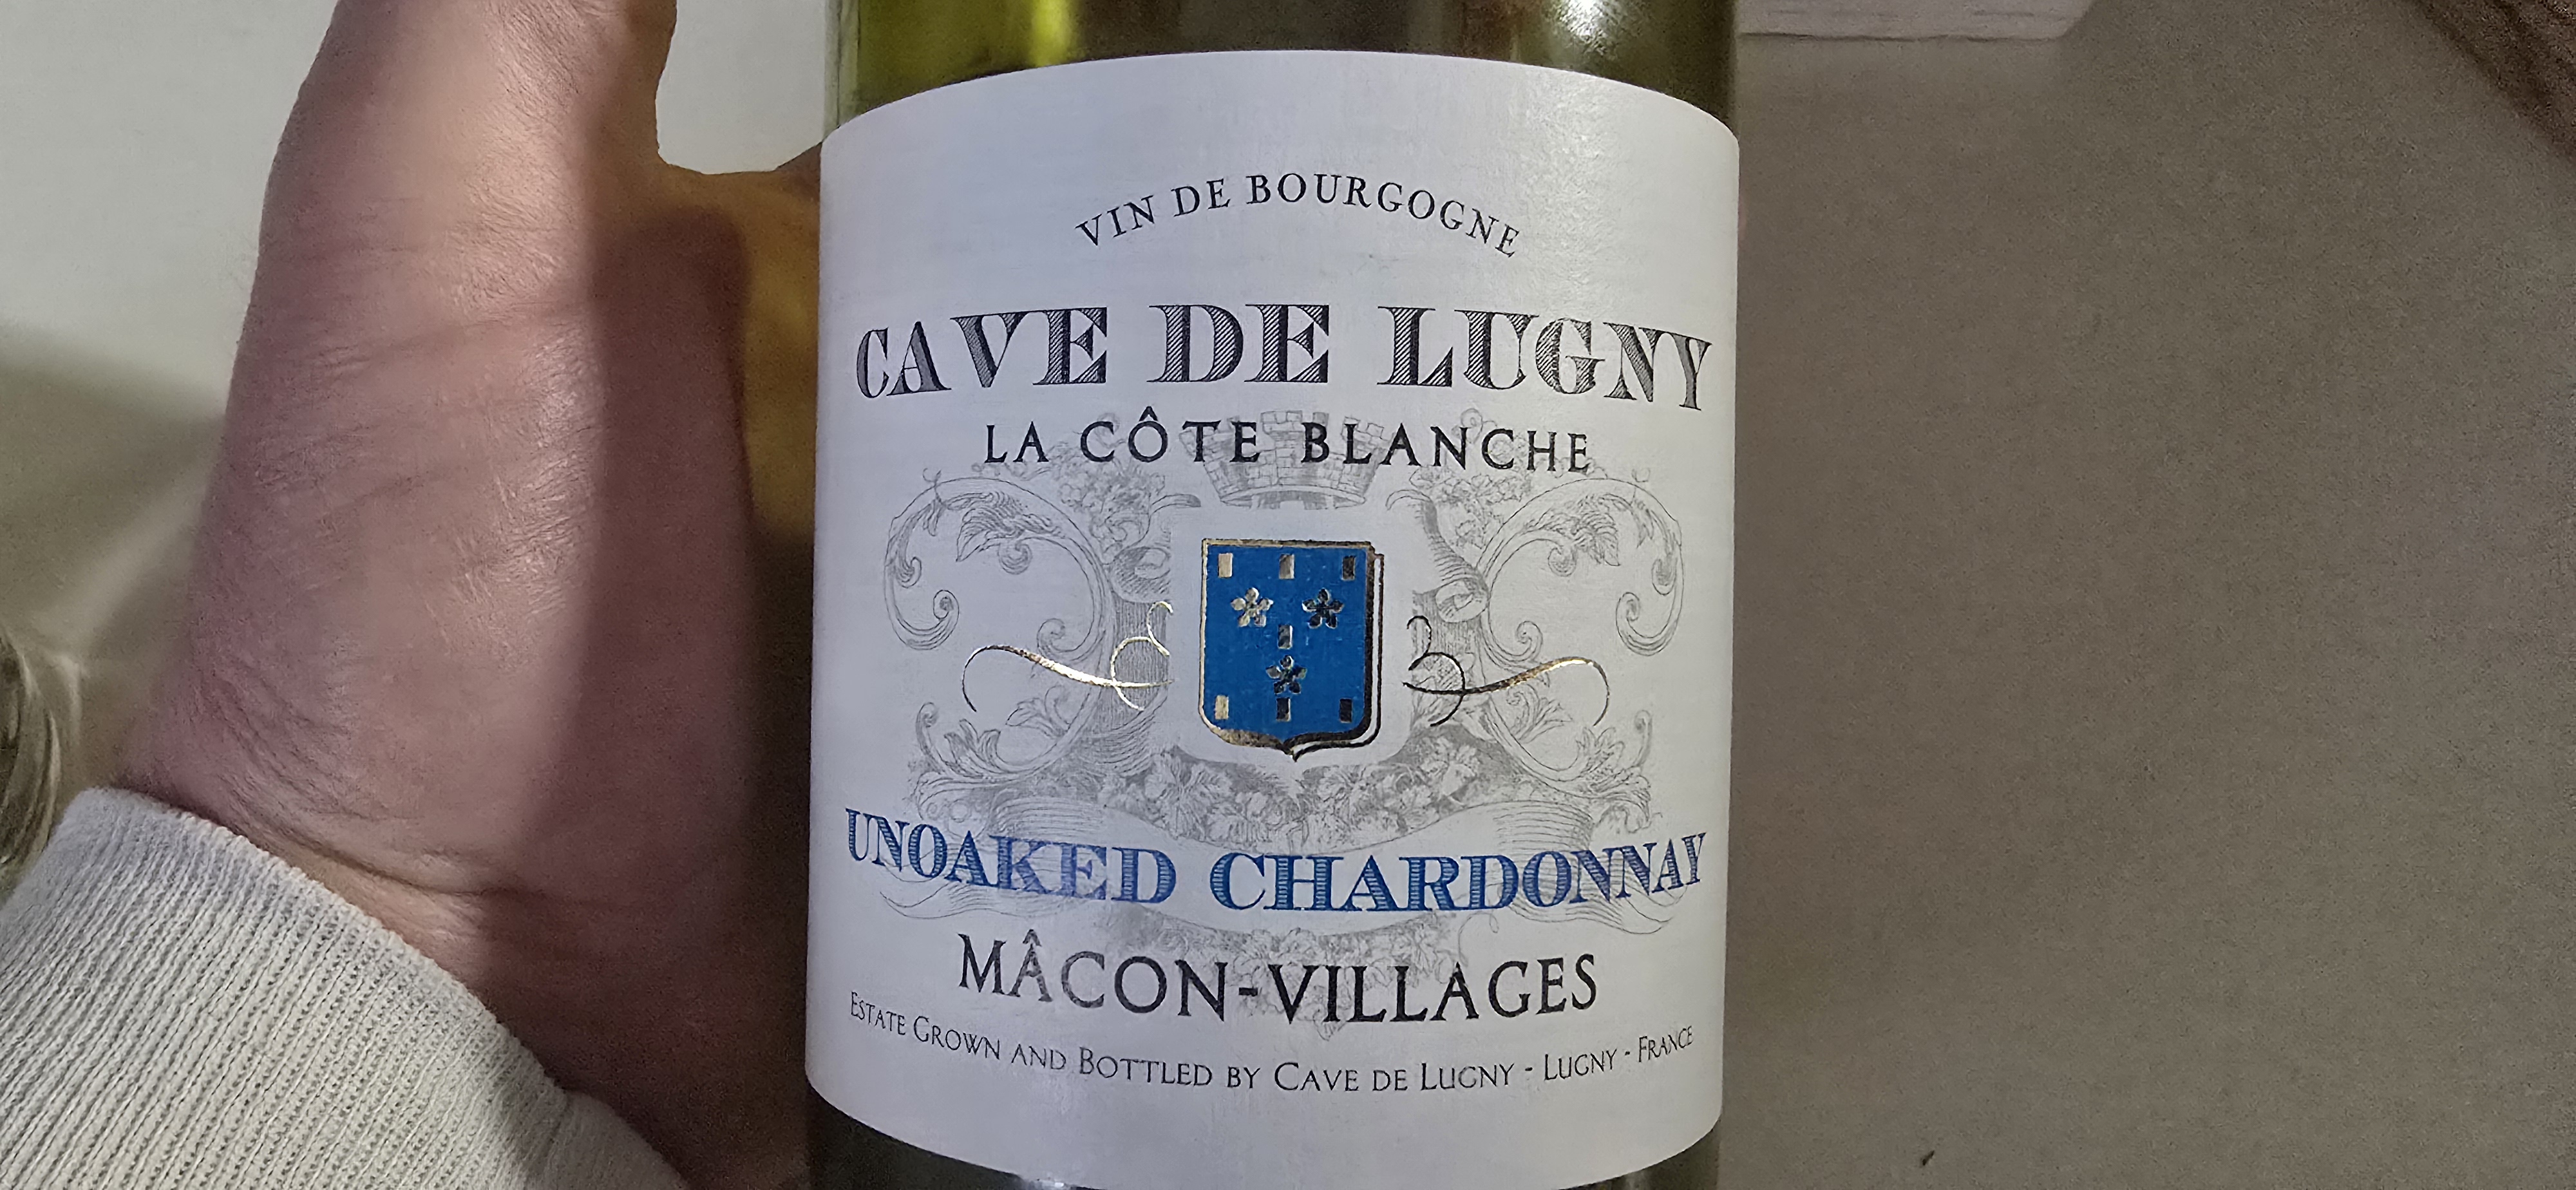 VIN DE BOURGOGNE
CAVE DE LUGNY
LA CÔTE BLANCHE
UNOAKED CHARDONNAY
MÂCON-VILLAGES
ESTATE GROWN AND BOTTLED BY CAVE DE LUGNY - LUGNY - FRANCE